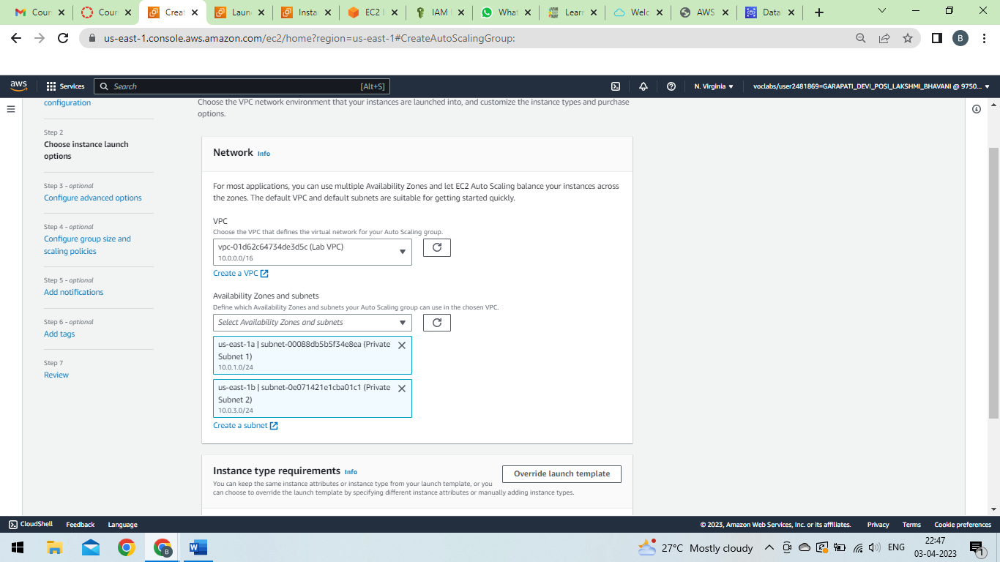 Cour
Cour
Creat
Laun
Insta
EC2 I
IAM I
What
Learn
Welc
AWS
Data
us-east-1.console.aws.amazon.com/ec2/home?region=us-east-1#CreateAutoScalingGroup:
B
aws
Services
Search
[Alt+S]
N. Virginia
voclabs/user2481869=GARAPATI_DEVI_POSI_LAKSHMI_BHAVANI @ 9750...
configuration
Step 2
Choose instance launch
options
Step 3 - optional
Configure advanced options
Step 4 - optional
Configure group size and
scaling policies
Step 5 - optional
Add notifications
Step 6 - optional
Add tags
Step 7
Review
Choose the VPC network environment that your instances are launched into, and customize the instance types and purchase
options.
Network Info
For most applications, you can use multiple Availability Zones and let EC2 Auto Scaling balance your instances across
the zones. The default VPC and default subnets are suitable for getting started quickly.
VPC
Choose the VPC that defines the virtual network for your Auto Scaling group.
vpc-01d62c64734de3d5c (Lab VPC)
10.0.0.0/16
Create a VPC
Availability Zones and subnets
Define which Availability Zones and subnets your Auto Scaling group can use in the chosen VPC.
Select Availability Zones and subnets
us-east-1a | subnet-00088db5b5f34e8ea (Private
Subnet 1)
10.0.1.0/24
us-east-1b | subnet-0e071421e1cba01c1 (Private
Subnet 2)
10.0.3.0/24
Create a subnet
Instance type requirements Info
Override launch template
You can keep the same instance attributes or instance type from your launch template, or you
can choose to override the launch template by specifying different instance attributes or manually adding instance types.
CloudShell
Feedback
Language
© 2023, Amazon Web Services, Inc. or its affiliates.
Privacy
Terms
Cookie preferences
B
W
27°C Mostly cloudy
ENG
22:47
03-04-2023
1